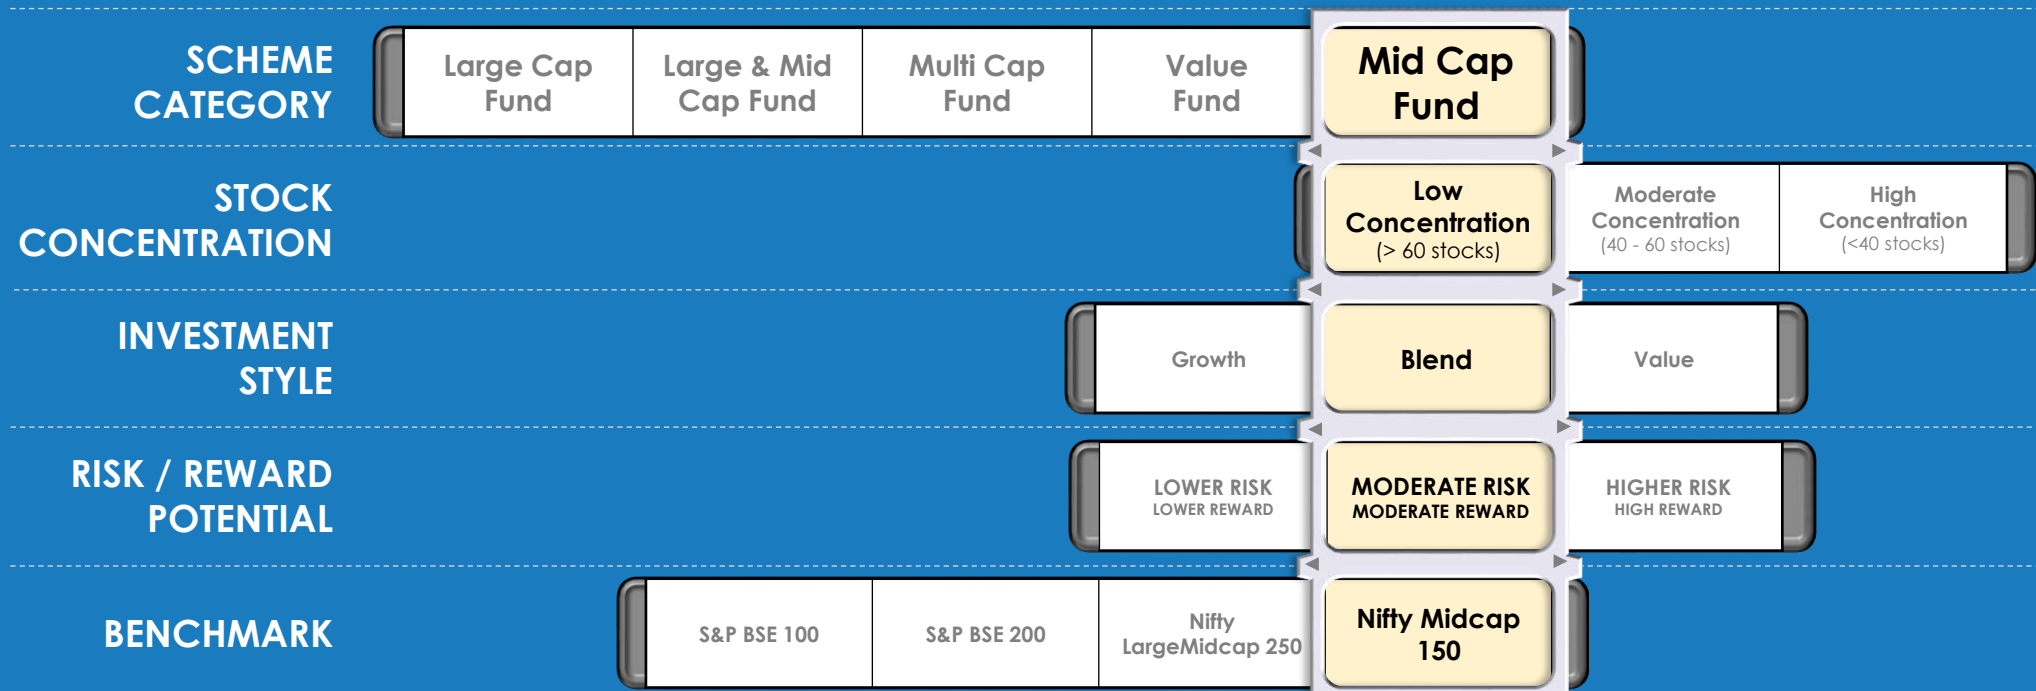 SCHEME
CATEGORY
Large Cap
Fund
Large & Mid
Cap Fund
Multi Cap
Fund
Value
Fund
Mid Cap
Fund
STOCK
CONCENTRATION
Low
Concentration
(> 60 stocks)
Moderate
Concentration
(40 - 60 stocks)
High
Concentration
(<40 stocks)
INVESTMENT
STYLE
Growth
Blend
Value
RISK / REWARD
POTENTIAL
LOWER RISK
LOWER REWARD
MODERATE RISK
MODERATE REWARD
HIGHER RISK
HIGH REWARD
BENCHMARK
S&P BSE 100
S&P BSE 200
Nifty
LargeMidcap 250
Nifty Midcap
150